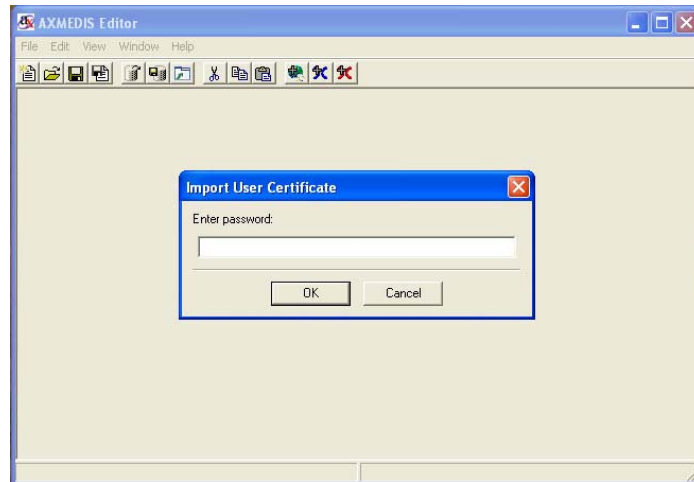 AXMEDIS Editor
File Edit View Window Help
Import User Certificate
Enter password:
OK Cancel